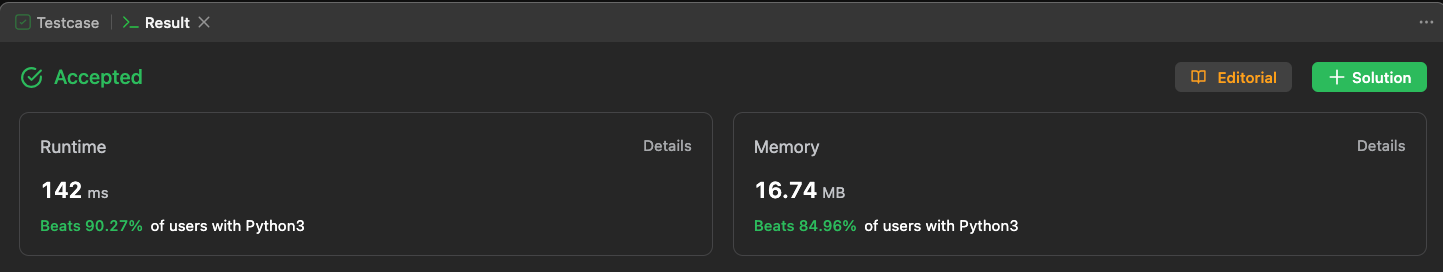 Testcase Result
Accepted Editorial Solution
Runtime Details
142 ms
Beats 90.27% of users with Python3
Memory Details
16.74 MB
Beats 84.96% of users with Python3